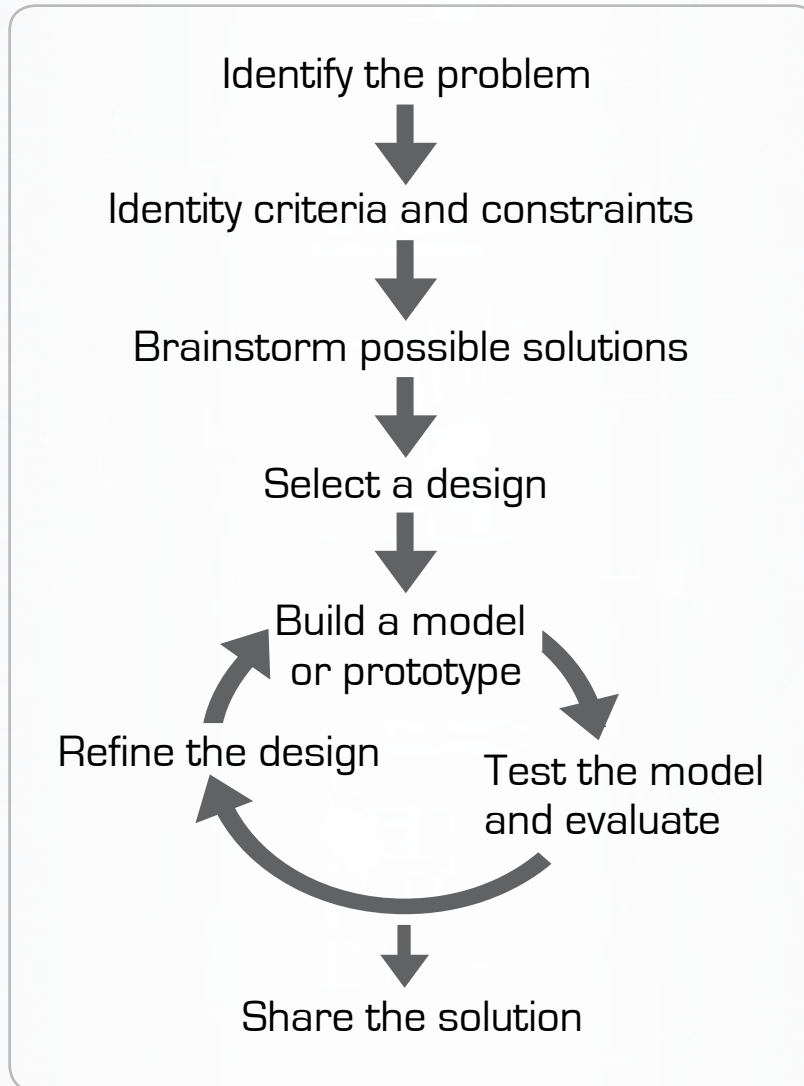 Identify the problem
Identity criteria and constraints
Brainstorm possible solutions
Select a design
Build a model
or prototype
Refine the design
Test the model
and evaluate
Share the solution